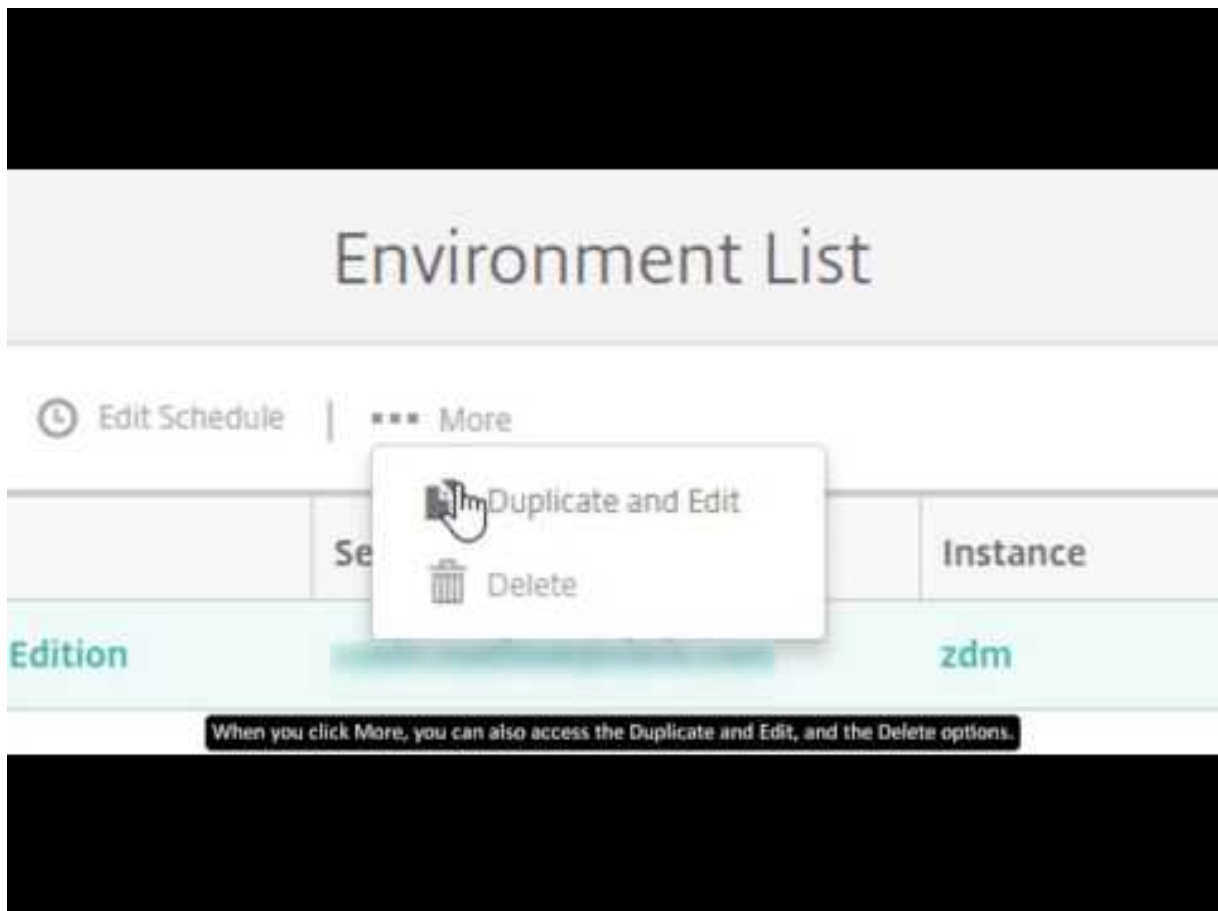 Environment List
Edit Schedule | ▪▪▪ More
Duplicate and Edit
Se
Instance
Delete
Edition
zdm
When you click More, you can also access the Duplicate and Edit, and the Delete options.